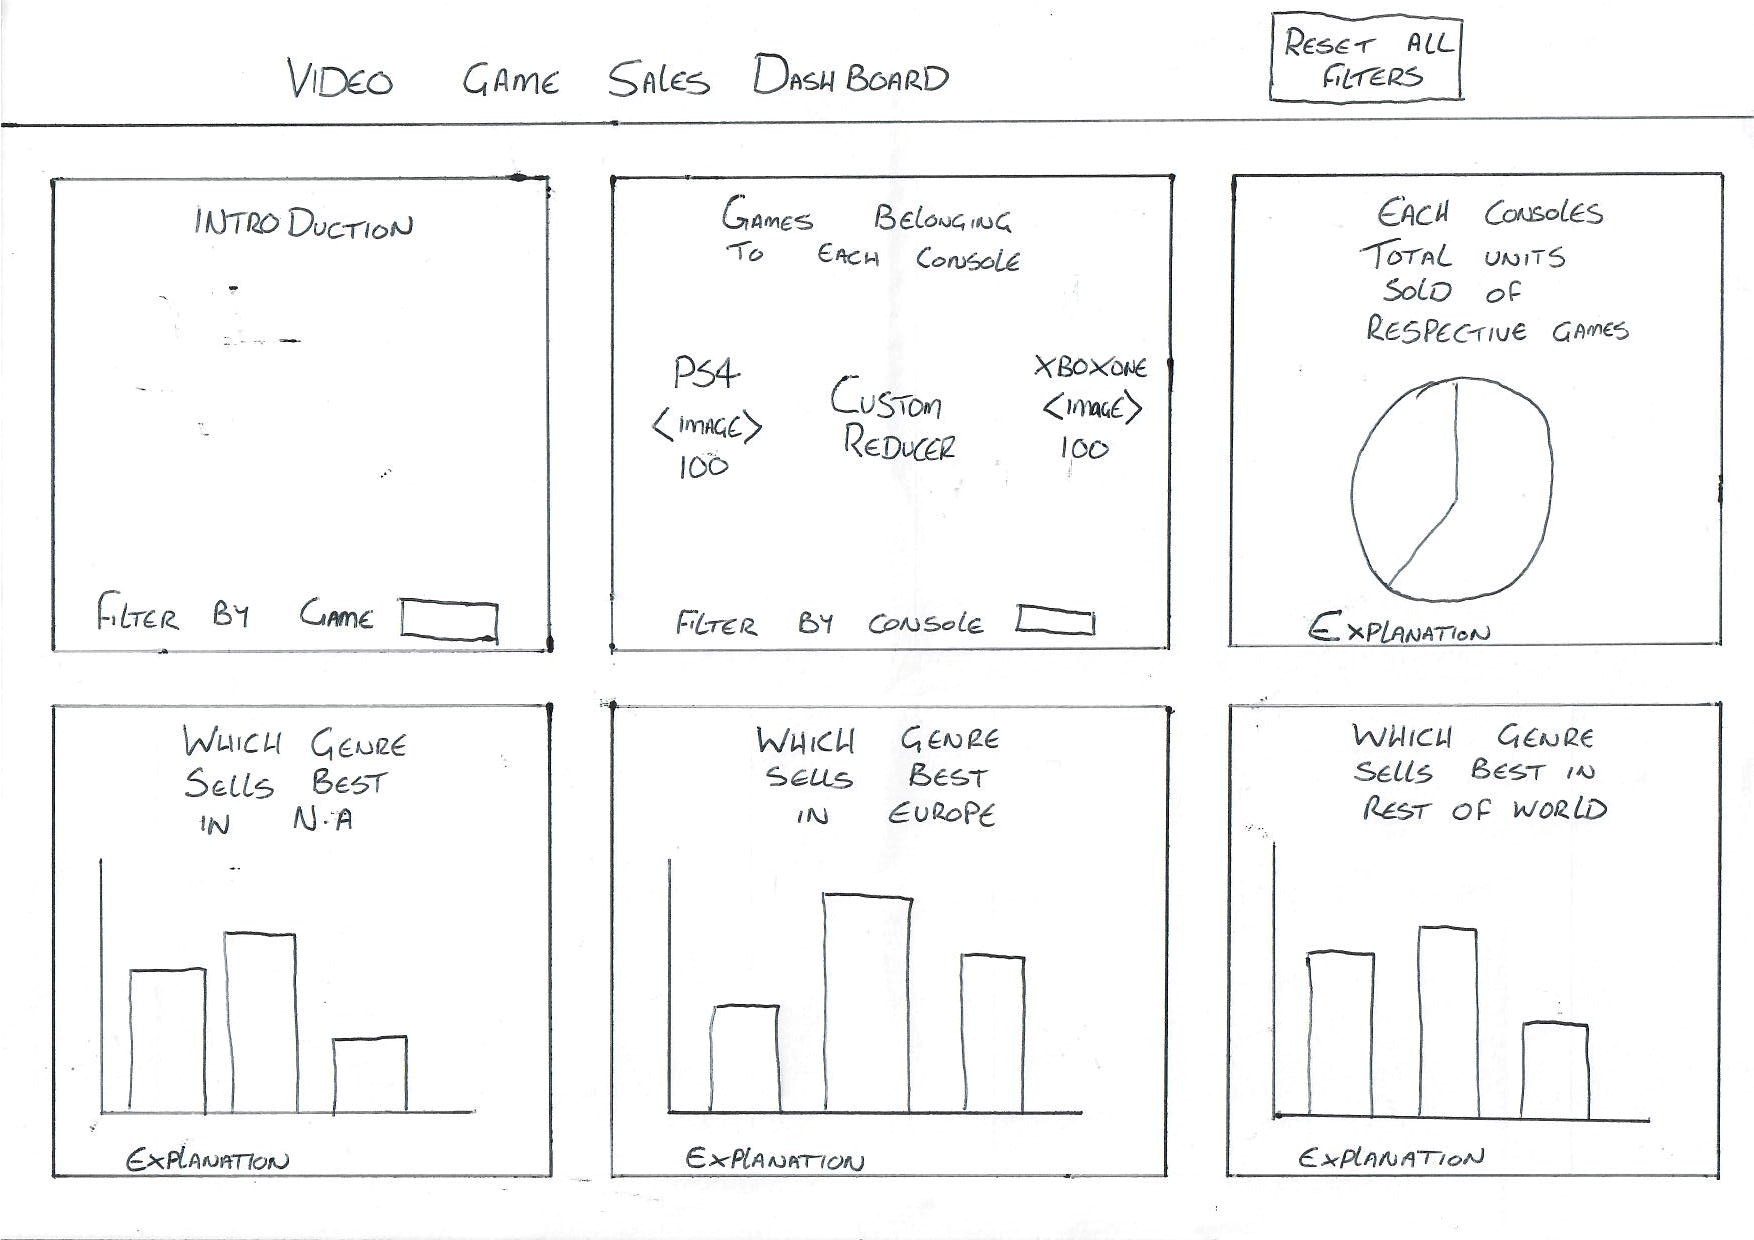 VIDEO GAME SALES DASHBOARD
RESET ALL
FILTERS
INTRODUCTION
FILTER BY GAME
GAMES BELONGING
TO EACH CONSOLE
PS4
<IMAGE>
100
CUSTOM
REDUCER
XBOXONE
<IMAGE>
100
FILTER BY CONSOLE
EACH CONSOLES
TOTAL UNITS
SOLD OF
RESPECTIVE GAMES
EXPLANATION
WHICH GENRE
SELLS BEST
IN N.A
EXPLANATION
WHICH GENRE
SELLS BEST
IN EUROPE
EXPLANATION
WHICH GENRE
SELLS BEST IN
REST OF WORLD
EXPLANATION